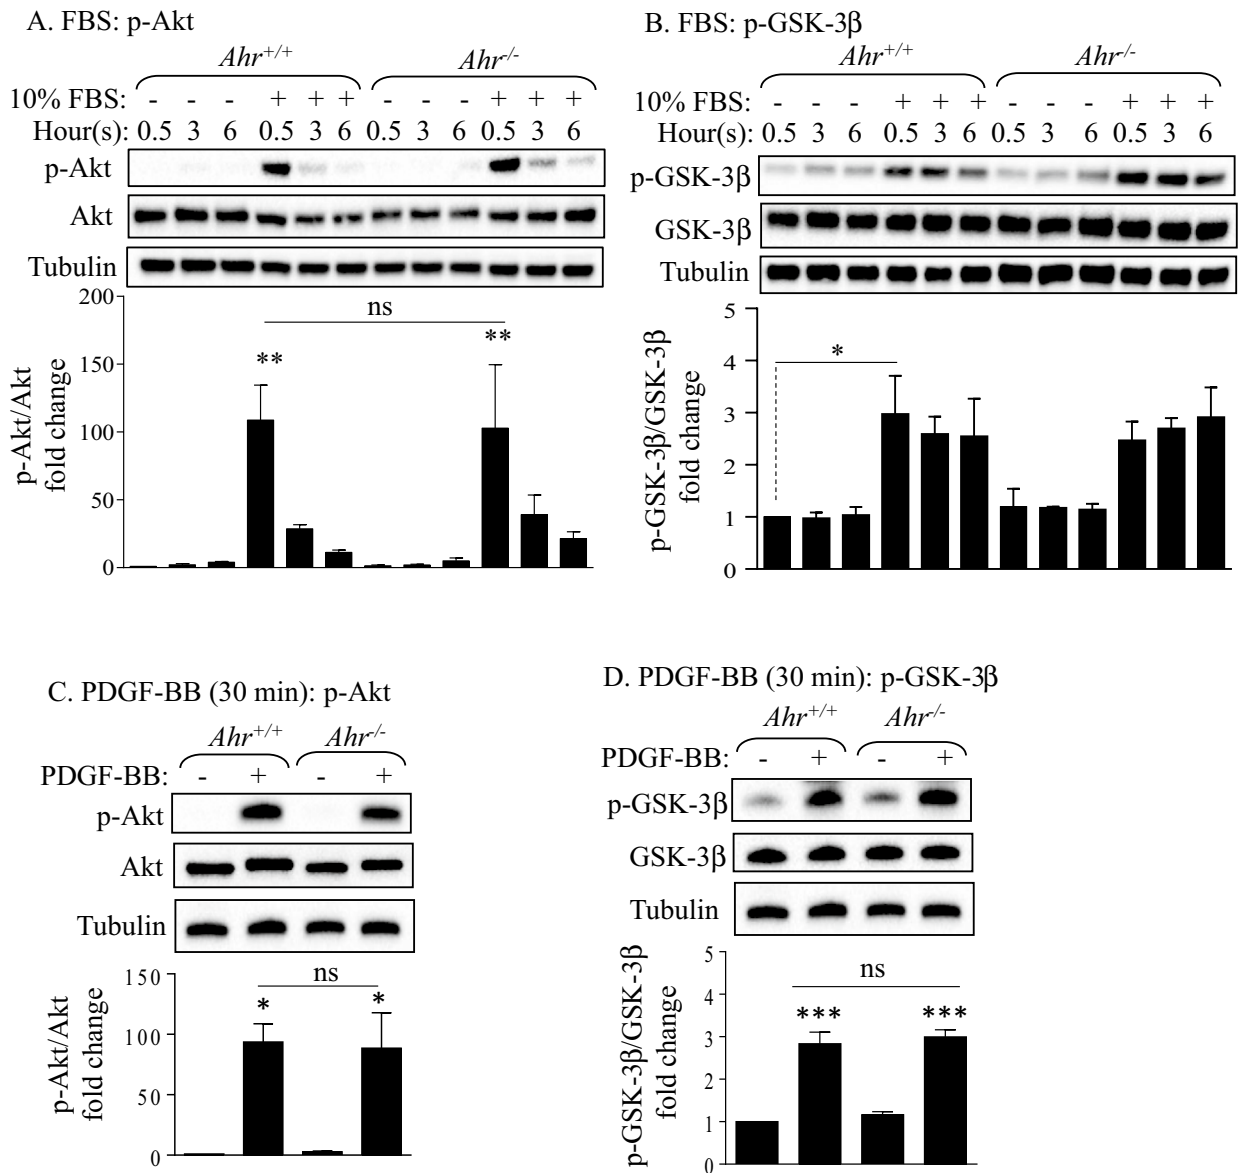 A. FBS: p-Akt
Ahr+/+ Ahr-/-
10% FBS: - - - + + + - - - + + +
Hour(s): 0.5 3 6 0.5 3 6 0.5 3 6 0.5 3 6
p-Akt
Akt
Tubulin
200
150
100
50
0
p-Akt/Akt
fold change
ns
** **
B. FBS: p-GSK-3β
Ahr+/+ Ahr-/-
10% FBS: - - - + + + - - - + + +
Hour(s): 0.5 3 6 0.5 3 6 0.5 3 6 0.5 3 6
p-GSK-3β
GSK-3β
Tubulin
5
4
3
2
1
0
p-GSK-3β/GSK-3β
fold change
*
C. PDGF-BB (30 min): p-Akt
Ahr+/+ Ahr-/-
PDGF-BB: - + - +
p-Akt
Akt
Tubulin
150
100
50
0
p-Akt/Akt
fold change
ns
* *
D. PDGF-BB (30 min): p-GSK-3β
Ahr+/+ Ahr-/-
PDGF-BB: - + - +
p-GSK-3β
GSK-3β
Tubulin
5
4
3
2
1
0
p-GSK-3β/GSK-3β
fold change
ns
*** ***